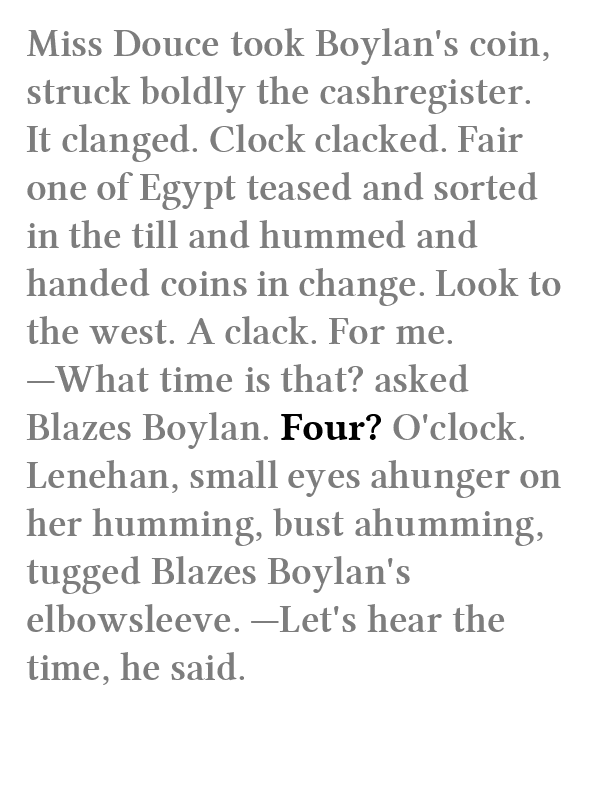 Miss Douce took Boylan's coin,
struck boldly the cashregister.
It clanged. Clock clacked. Fair
one of Egypt teased and sorted
in the till and hummed and
handed coins in change. Look to
the west. A clack. For me.
—What time is that? asked
Blazes Boylan. Four? O'clock.
Lenehan, small eyes ahunger on
her humming, bust ahumming,
tugged Blazes Boylan's
elbowsleeve. —Let's hear the
time, he said.